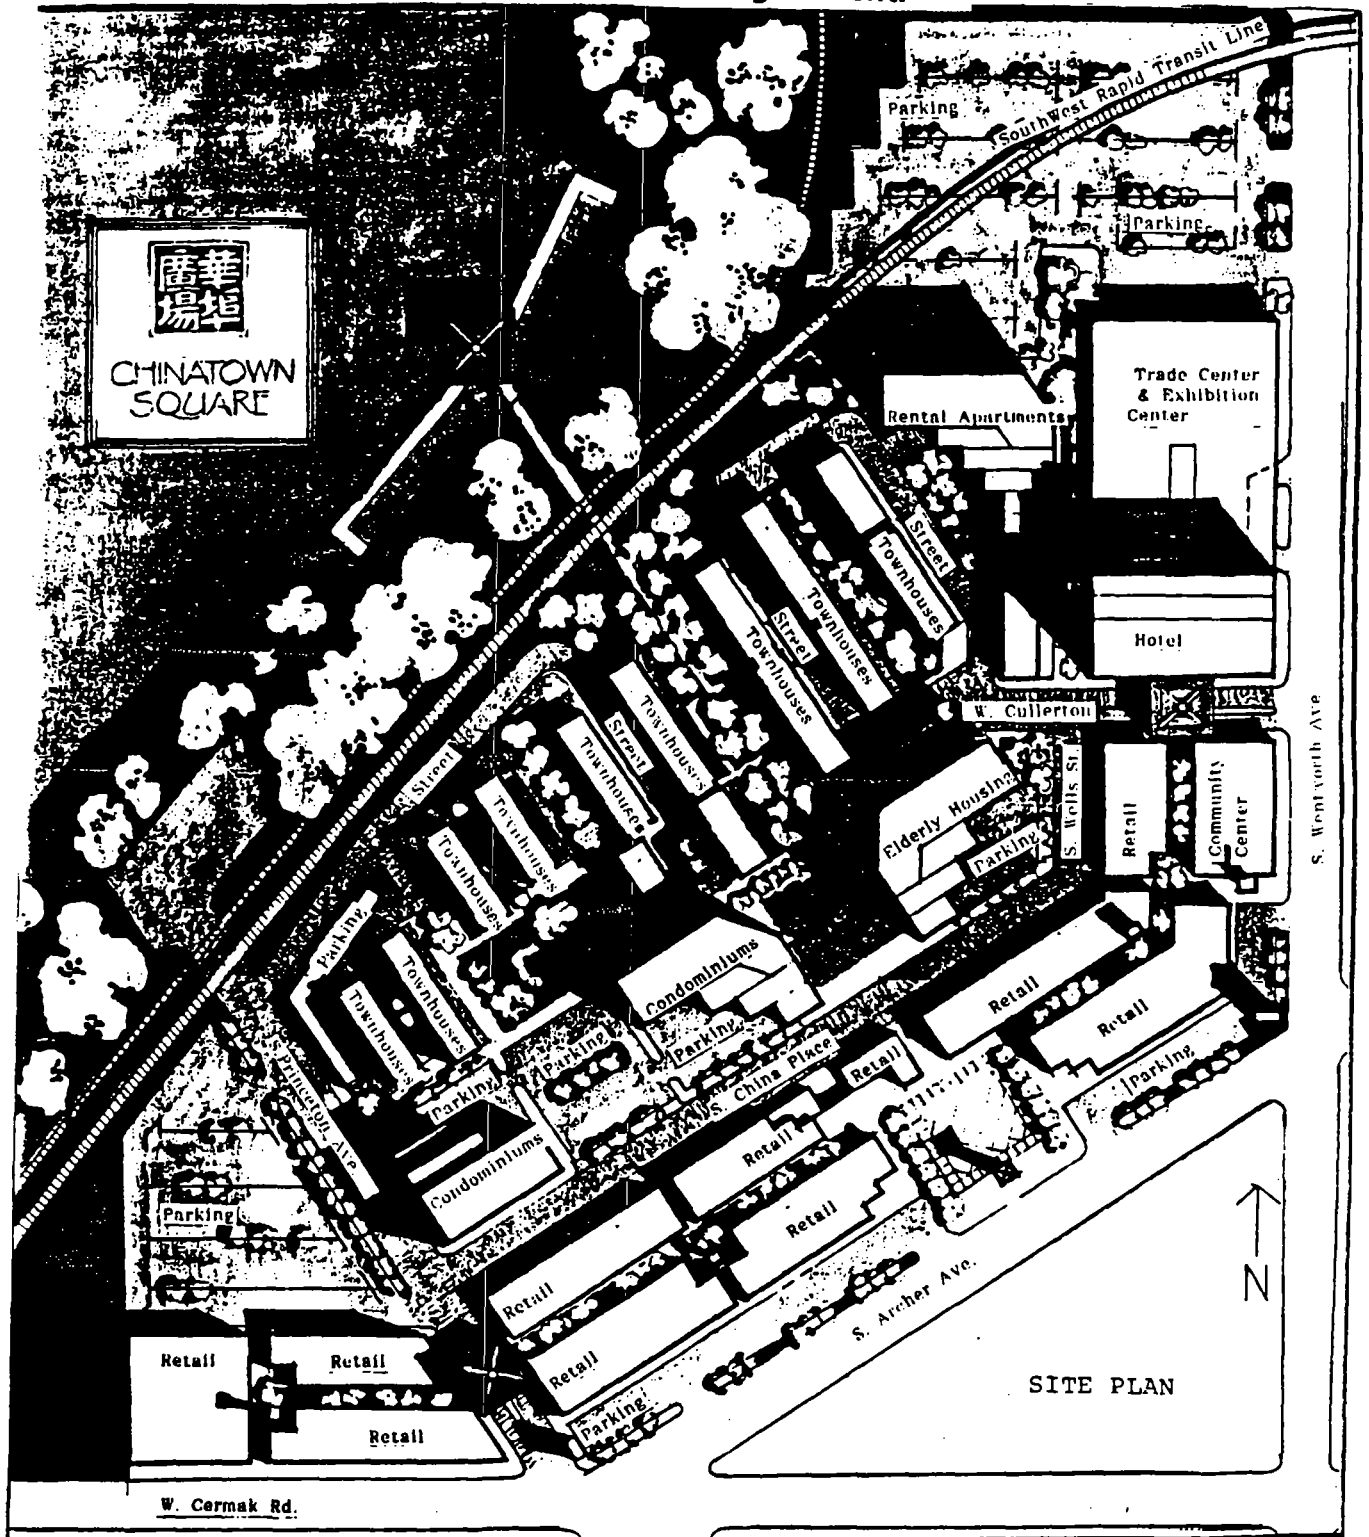 SouthWest Rapid Transit Line
Parking
Parking
廣華
場埠
CHINATOWN
SQUARE
Trade Center
& Exhibition
Center
Rental Apartments
Street
Townhouses
Townhouses
Street
Townhouses
Hotel
W. Cullerton
S. Wentworth Ave
Townhouses
Street
Townhouses
Street
Townhouses
Townhouses
Elderly Housing
Parking
S. Wells St
Retail
Community
Center
Parking
Townhouses
Townhouses
Condominiums
Parking
Parking
Parking
S. China Place
Retail
Retail
Retail
Parking
S. Princeton Ave
Condominiums
Retail
Retail
Parking
Retail
Retail
S. Archer Ave.
N
Retail
Retail
Retail
Parking
SITE PLAN
W. Cermak Rd.